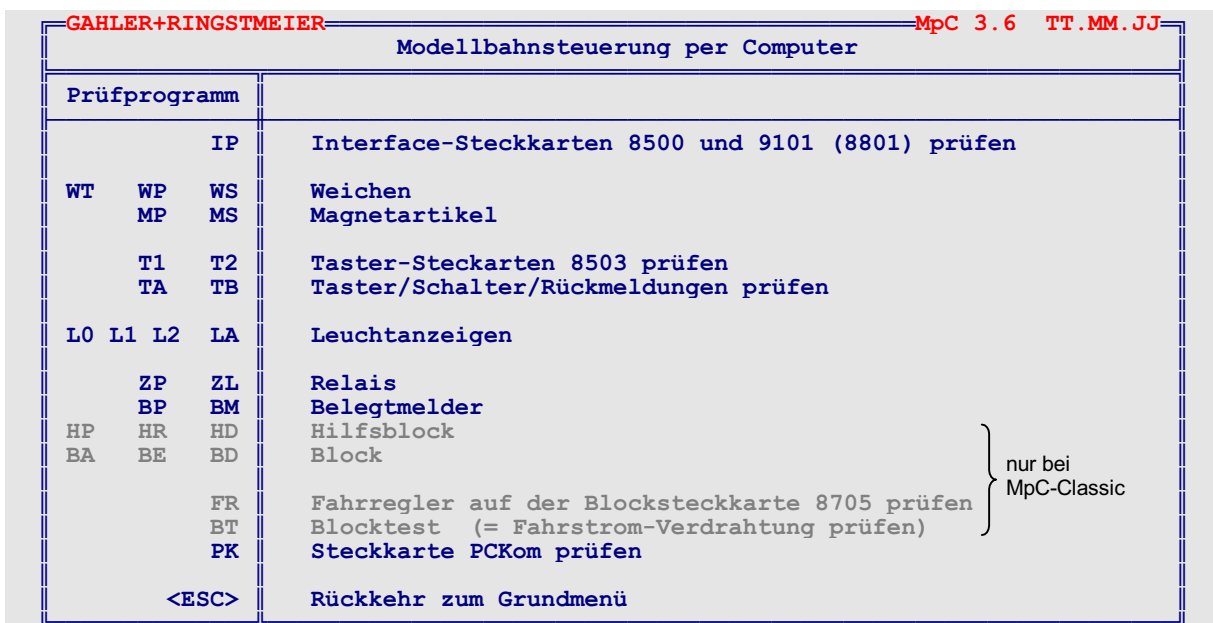 GAHLER+RINGSTMEIER MpC 3.6 TT.MM.JJ
Modellbahnsteuerung per Computer
Prüfprogramm
IP Interface-Steckkarten 8500 und 9101 (8801) prüfen
WT WP WS Weichen
MP MS Magnetartikel
T1 T2 Taster-Steckarten 8503 prüfen
TA TB Taster/Schalter/Rückmeldungen prüfen
L0 L1 L2 LA Leuchtanzeigen
ZP ZL Relais
BP BM Belegtmelder
HP HR HD Hilfsblock
BA BE BD Block
nur bei
MpC-Classic
FR Fahrregler auf der Blocksteckkarte 8705 prüfen
BT Blocktest (= Fahrstrom-Verdrahtung prüfen)
PK Steckkarte PCKom prüfen
<ESC> Rückkehr zum Grundmenü